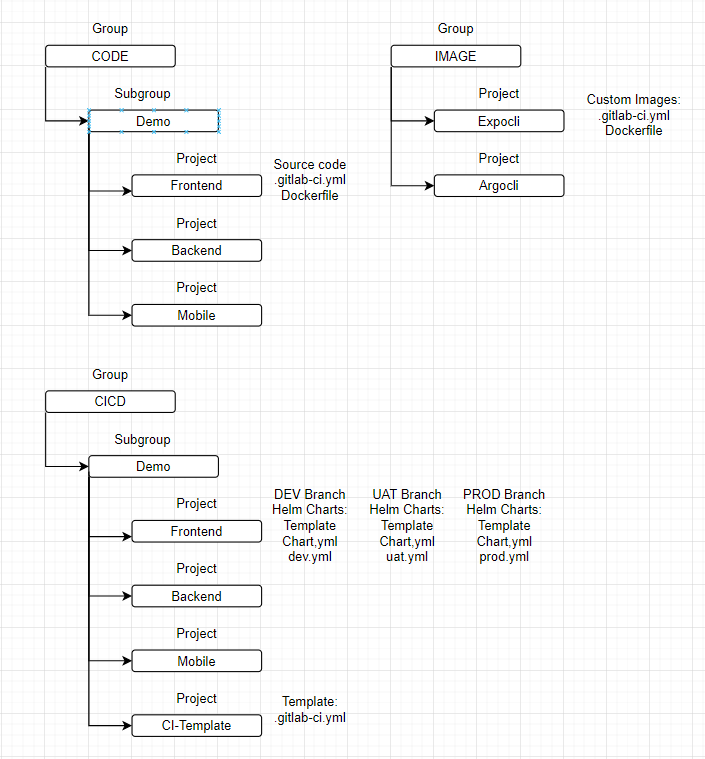 Group
CODE
Subgroup
Demo
Project
Frontend
Source code
.gitlab-ci.yml
Dockerfile
Project
Backend
Project
Mobile
Group
IMAGE
Project
Expocli
Custom Images:
.gitlab-ci.yml
Dockerfile
Project
Argocli
Group
CICD
Subgroup
Demo
Project
Frontend
DEV Branch
Helm Charts:
Template
Chart,yml
dev.yml
UAT Branch
Helm Charts:
Template
Chart,yml
uat.yml
PROD Branch
Helm Charts:
Template
Chart,yml
prod.yml
Project
Backend
Project
Mobile
Project
CI-Template
Template:
.gitlab-ci.yml